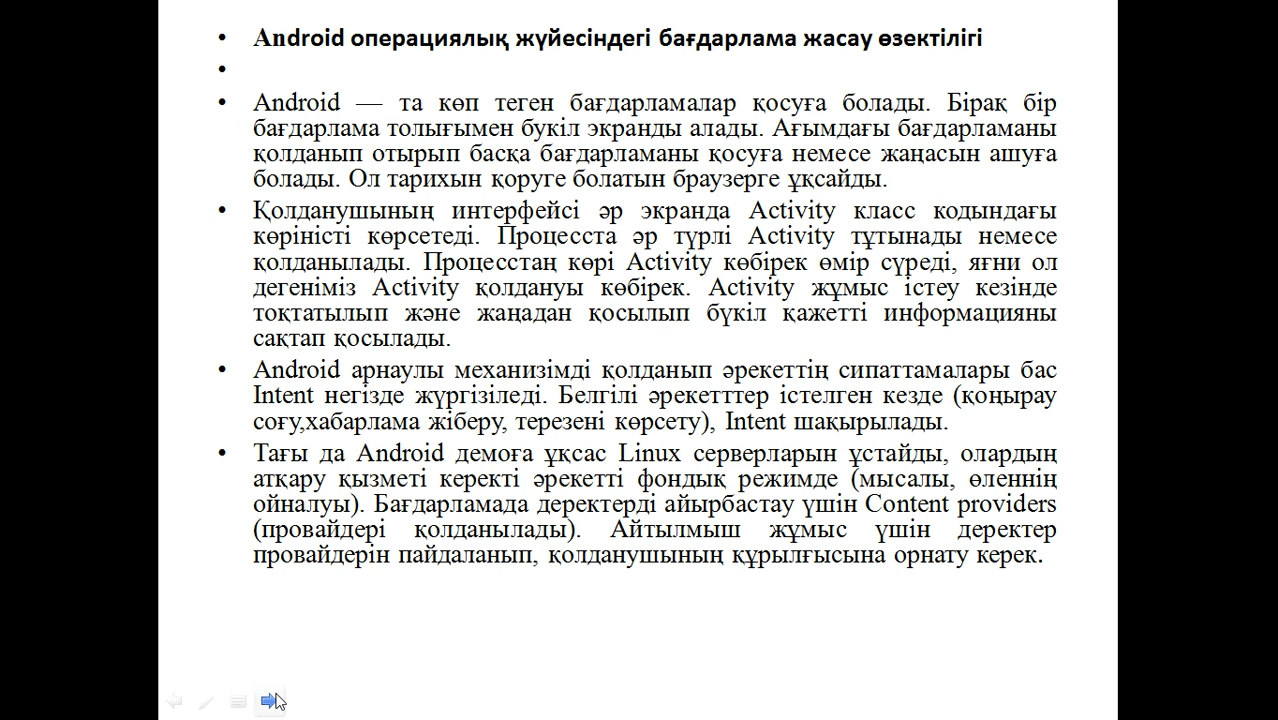 Android операциялық жүйесіндегі бағдарлама жасау өзектілігі
Android — та көп теген бағдарламалар қосуға болады. Бірақ бір
бағдарлама толығымен букіл экранды алады. Ағымдағы бағдарламаны
қолданып отырып басқа бағдарламаны қосуға немесе жаңасын ашуға
болады. Ол тарихын қоруге болатын браузерге ұқсайды.
Қолданушының интерфейсі әр экранда Activity класс кодындағы
көріністі көрсетеді. Процесста әр түрлі Activity тұтынады немесе
қолданылады. Процесстаң көрі Activity көбірек өмір сүреді, яғни ол
дегеніміз Activity қолдануы көбірек. Activity жұмыс істеу кезінде
тоқтатылып және жаңадан қосылып бүкіл қажетті информацияны
сақтап қосылады.
Android арнаулы механизімді қолданып әрекеттің сипаттамалары бас
Intent негізде жүргізіледі. Белгілі әрекетттер істелген кезде (қоңырау
соғу,хабарлама жіберу, терезені көрсету), Intent шақырылады.
Тағы да Android демоға ұқсас Linux серверларын ұстайды, олардың
атқару қызметі керекті әрекетті фондық режимде (мысалы, өленнің
ойналуы). Бағдарламада деректерді айырбастау үшін Content providers
(провайдері қолданылады). Айтылмыш жұмыс үшін деректер
провайдерін пайдаланып, қолданушының құрылғысына орнату керек.